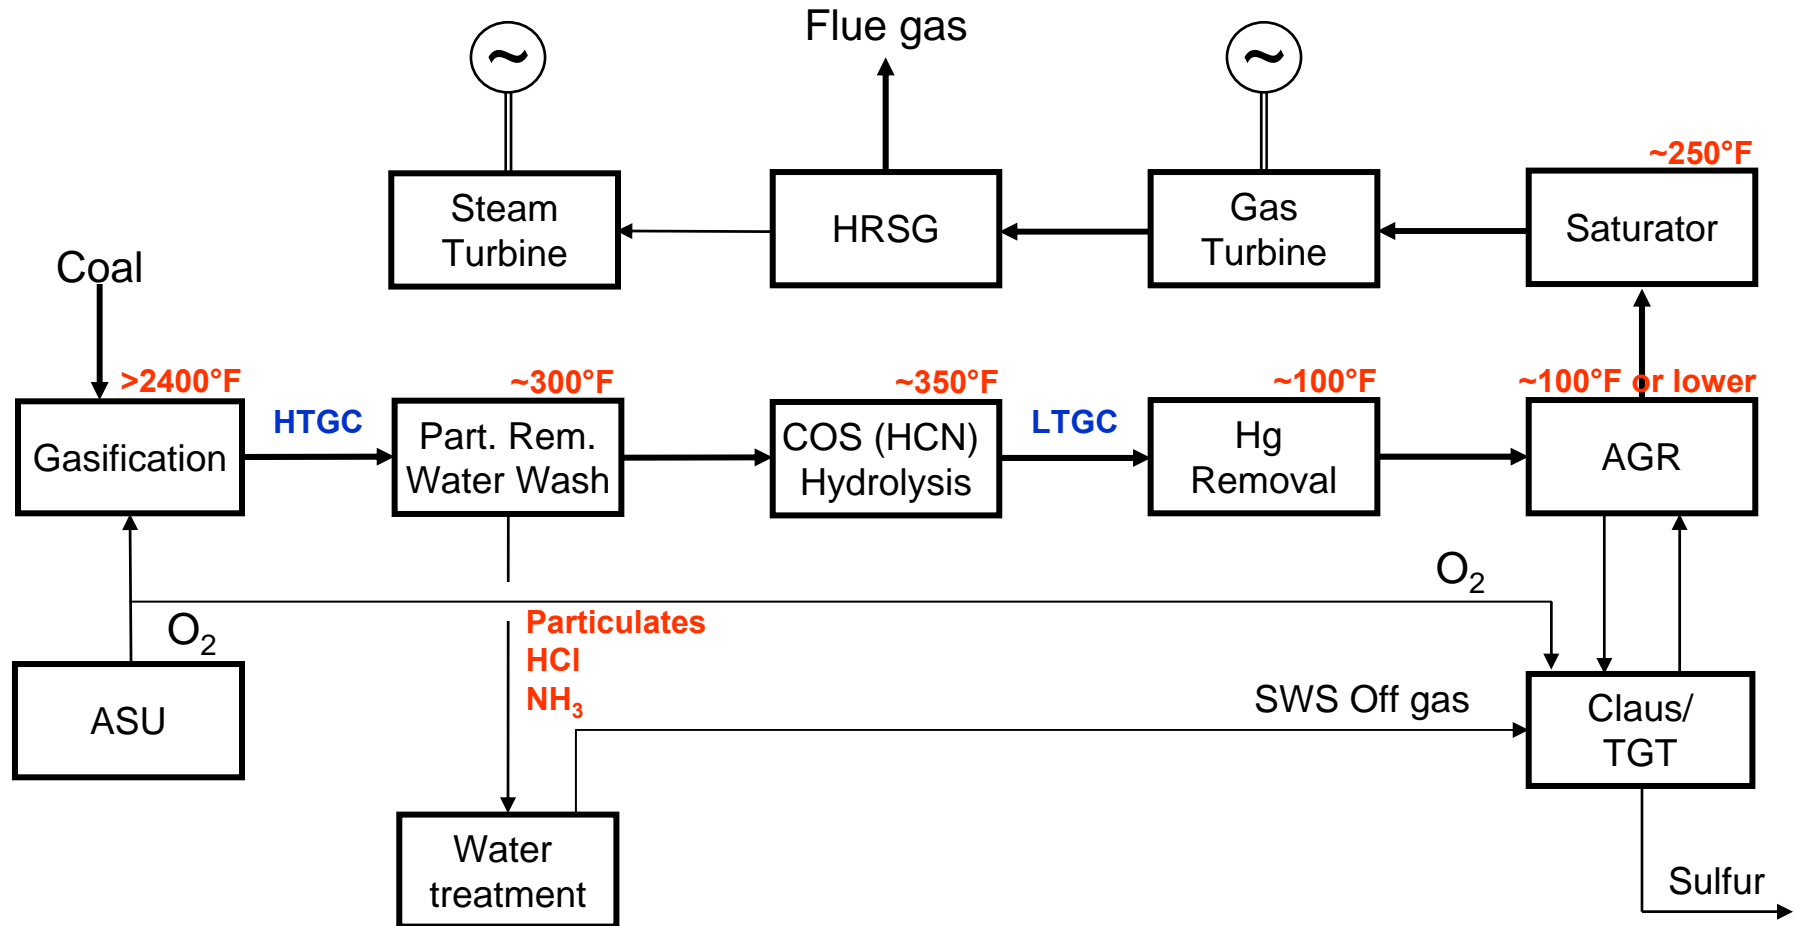 ~
Flue gas
~
~250°F
Steam
Turbine
HRSG
Gas
Turbine
Saturator
Coal
>2400°F
~300°F
~350°F
~100°F
~100°F or lower
Gasification
HTGC
Part. Rem.
Water Wash
COS (HCN)
Hydrolysis
LTGC
Hg
Removal
AGR
O₂
O₂
Particulates
HCl
NH₃
ASU
SWS Off gas
Claus/
TGT
Water
treatment
Sulfur